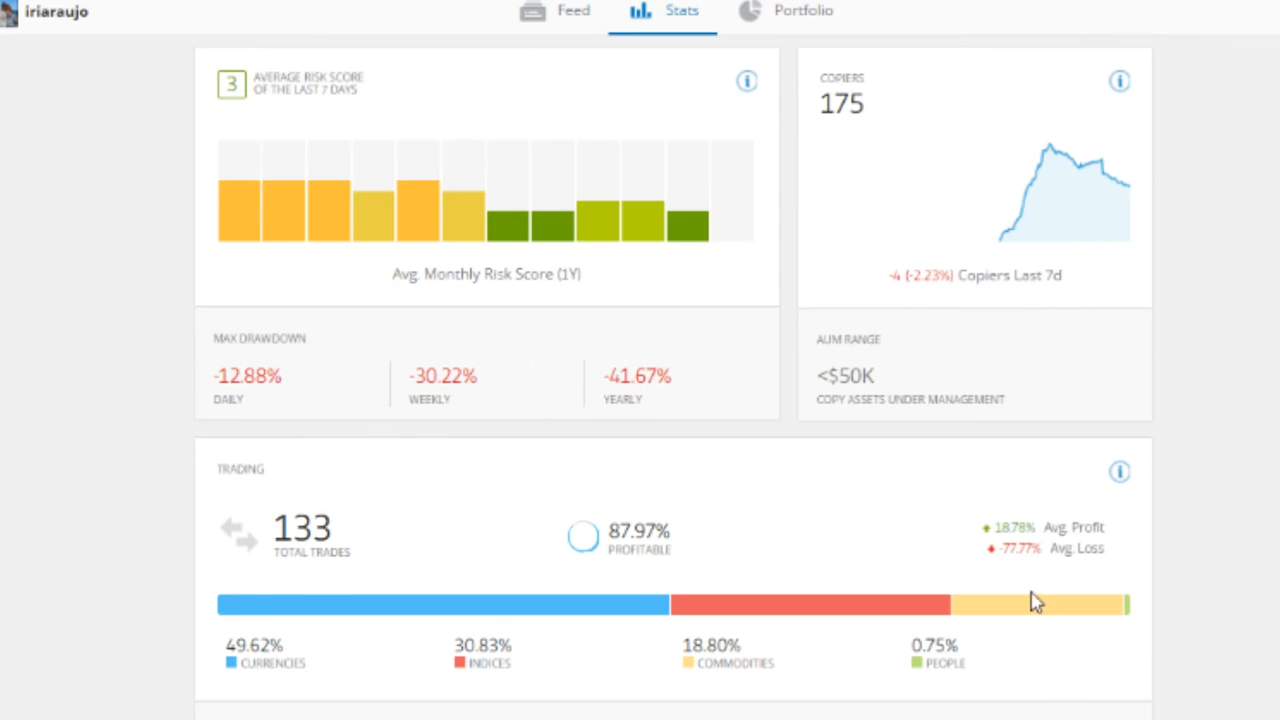 iriaraujo
Feed
Stats
Portfolio
3
AVERAGE RISK SCORE
OF THE LAST 7 DAYS
Avg. Monthly Risk Score (1Y)
MAX DRAWDOWN
-12.88%
DAILY
-30.22%
WEEKLY
-41.67%
YEARLY
COPIERS
175
-4 (-2.23%) Copiers Last 7d
AUM RANGE
<$50K
COPY ASSETS UNDER MANAGEMENT
TRADING
133
TOTAL TRADES
87.97%
PROFITABLE
18.78% Avg. Profit
-77.77% Avg. Loss
49.62%
CURRENCIES
30.83%
INDICES
18.80%
COMMODITIES
0.75%
PEOPLE